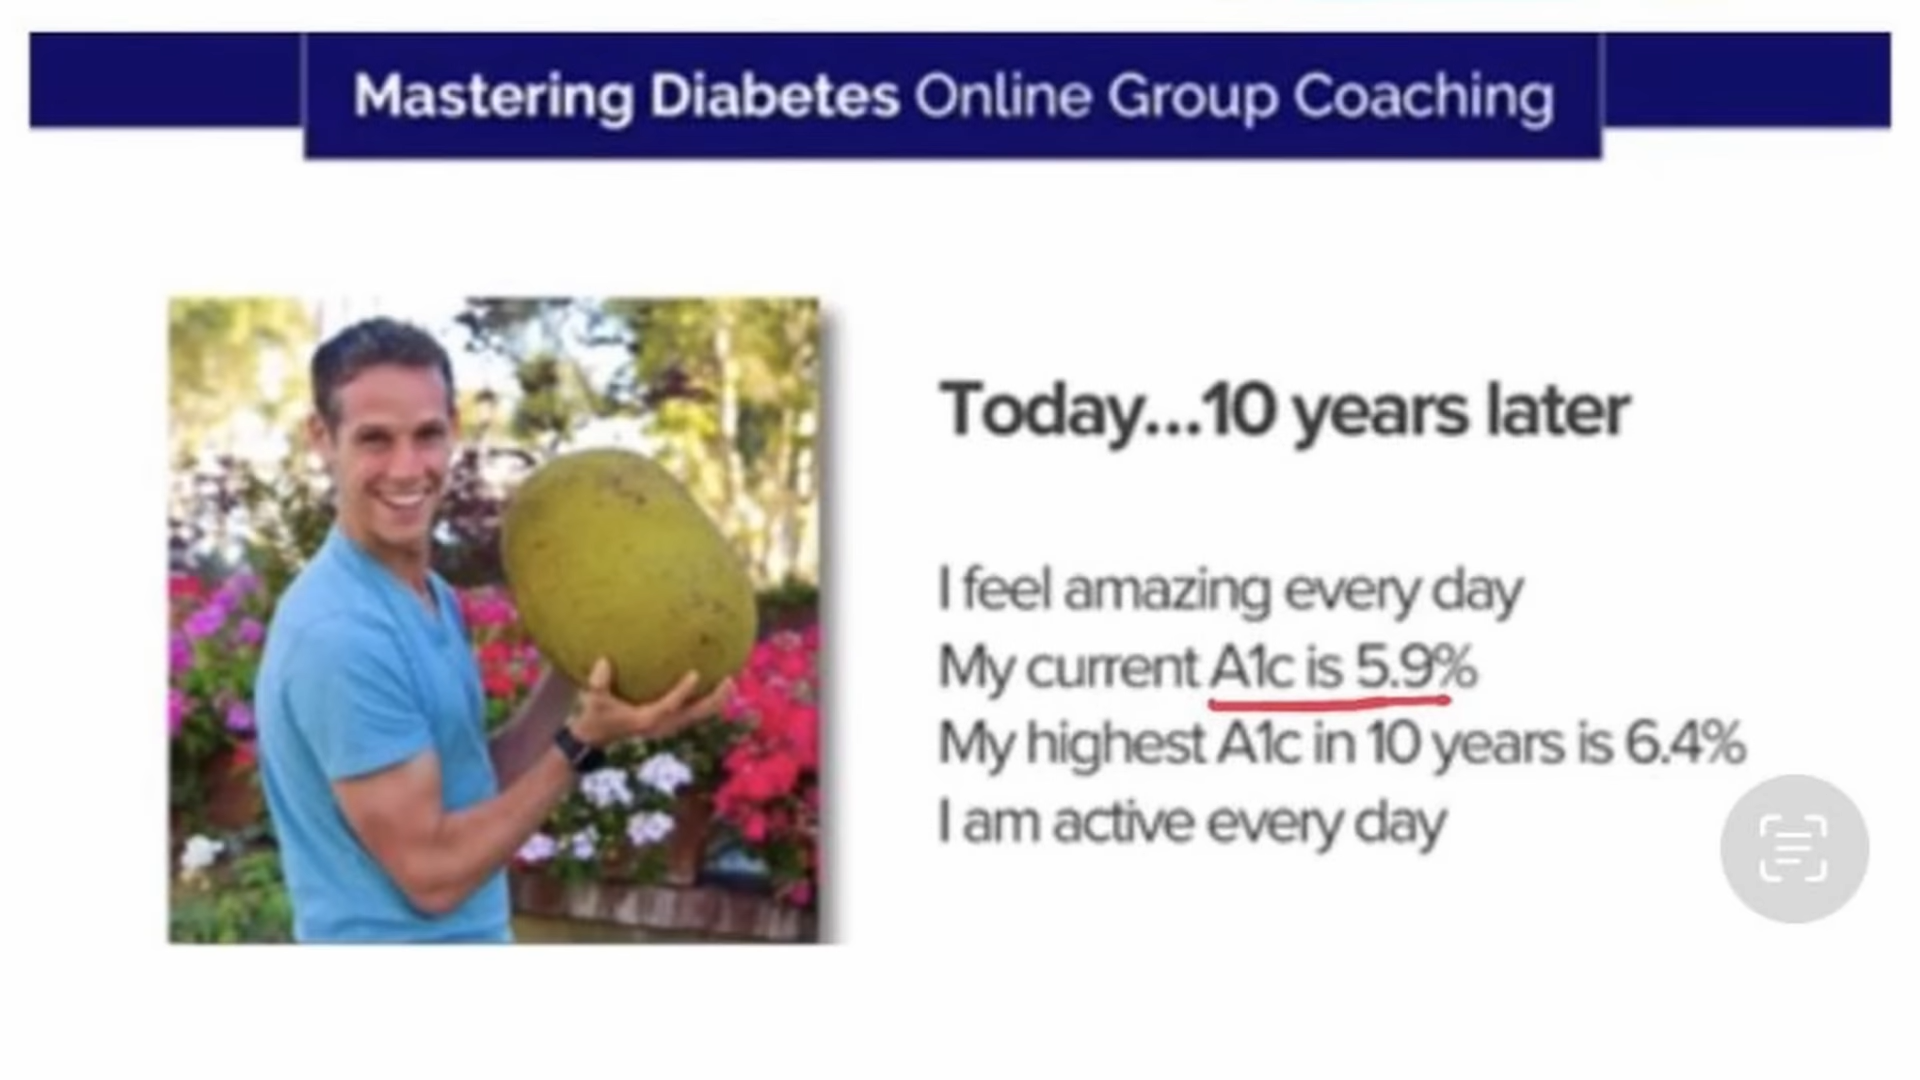 Mastering Diabetes Online Group Coaching
Today...10 years later
I feel amazing every day
My current A1c is 5.9%
My highest A1c in 10 years is 6.4%
I am active every day